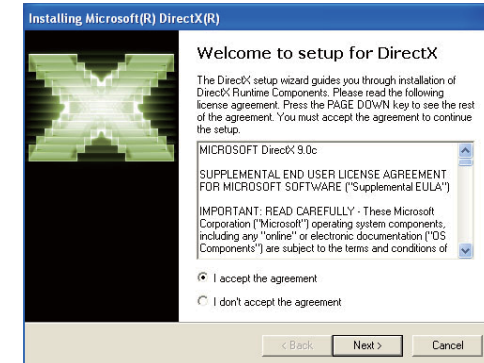 Installing Microsoft(R) DirectX(R)
Welcome to setup for DirectX
The DirectX setup wizard guides you through installation of
DirectX Runtime Components. Please read the following
license agreement. Press the PAGE DOWN key to see the rest
of the agreement. You must accept the agreement to continue
the setup.
MICROSOFT DirectX 9.0c
SUPPLEMENTAL END USER LICENSE AGREEMENT
FOR MICROSOFT SOFTWARE ("Supplemental EULA")
IMPORTANT: READ CAREFULLY - These Microsoft
Corporation ("Microsoft") operating system components,
including any "online" or electronic documentation ("OS
Components") are subject to the terms and conditions of
I accept the agreement
I don't accept the agreement
< Back Next > Cancel